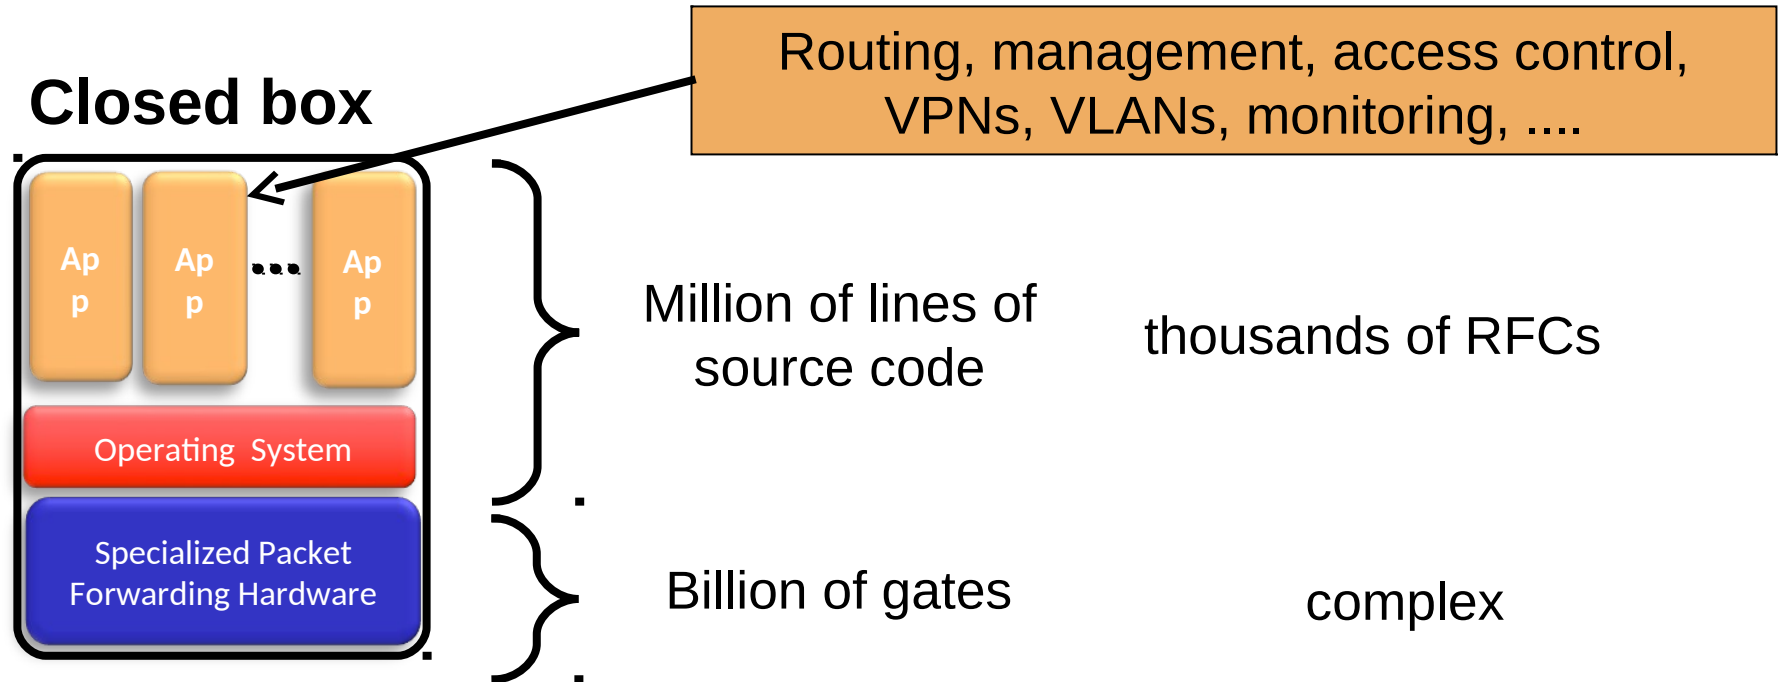 Routing, management, access control,
VPNs, VLANs, monitoring, ....
Closed box
Ap
p
Ap
p
...
Ap
p
Million of lines of
source code
thousands of RFCs
Operating System
Specialized Packet
Forwarding Hardware
Billion of gates
complex